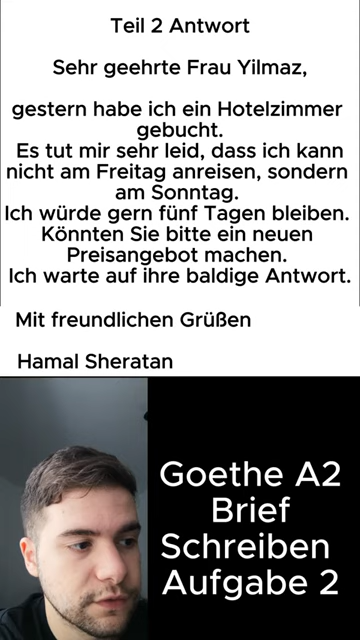 Teil 2 Antwort
Sehr geehrte Frau Yilmaz,
gestern habe ich ein Hotelzimmer
gebucht.
Es tut mir sehr leid, dass ich kann
nicht am Freitag anreisen, sondern
am Sonntag.
Ich würde gern fünf Tagen bleiben.
Könnten Sie bitte ein neuen
Preisangebot machen.
Ich warte auf ihre baldige Antwort.
Mit freundlichen Grüßen
Hamal Sheratan
Goethe A2
Brief
Schreiben
Aufgabe 2